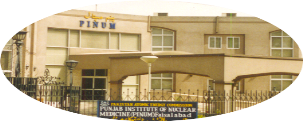 PINUM
PAKISTAN ATOMIC ENERGY COMMISSION
PUNJAB INSTITUTE OF NUCLEAR
MEDICINE(PINUM)Faisalabad